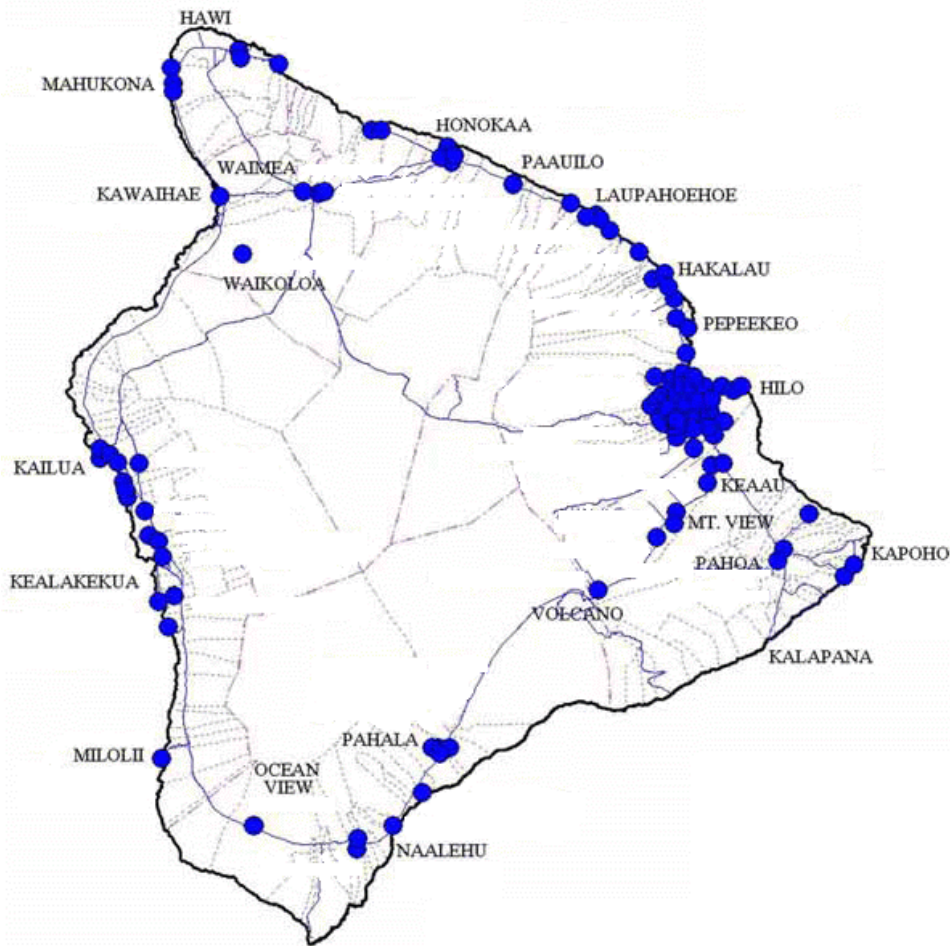 HAWI
MAHUKONA
HONOKAA
WAIMEA
PAAUILO
KAWAIHAE
LAUPAHOEHOE
HAKALAU
WAIKOLOA
PEPEEKEO
HILO
KAILUA
KEAAU
MT. VIEW
KAPOHO
PAHOA
KEALAKEKUA
VOLCANO
KALAPANA
PAHALA
MILOLII
OCEAN
VIEW
NAALEHU